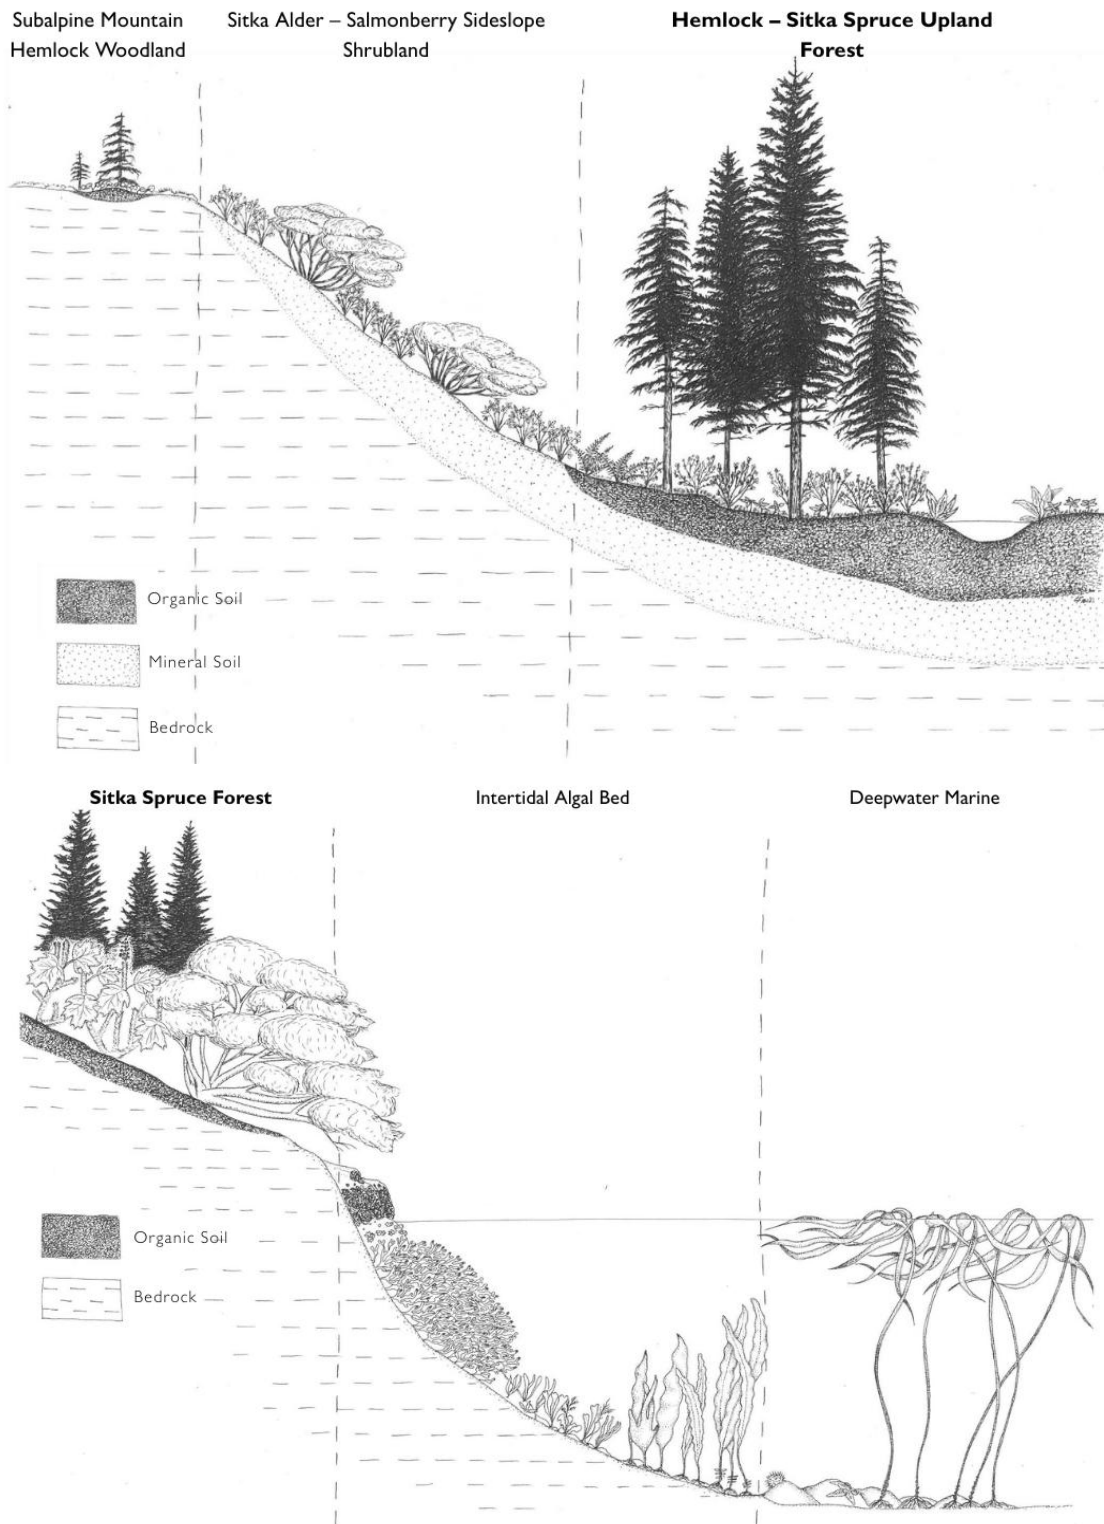 Subalpine Mountain
Hemlock Woodland
Sitka Alder – Salmonberry Sideslope
Shrubland
Hemlock – Sitka Spruce Upland
Forest
Organic Soil
Mineral Soil
Bedrock
Sitka Spruce Forest
Intertidal Algal Bed
Deepwater Marine
Organic Soil
Bedrock